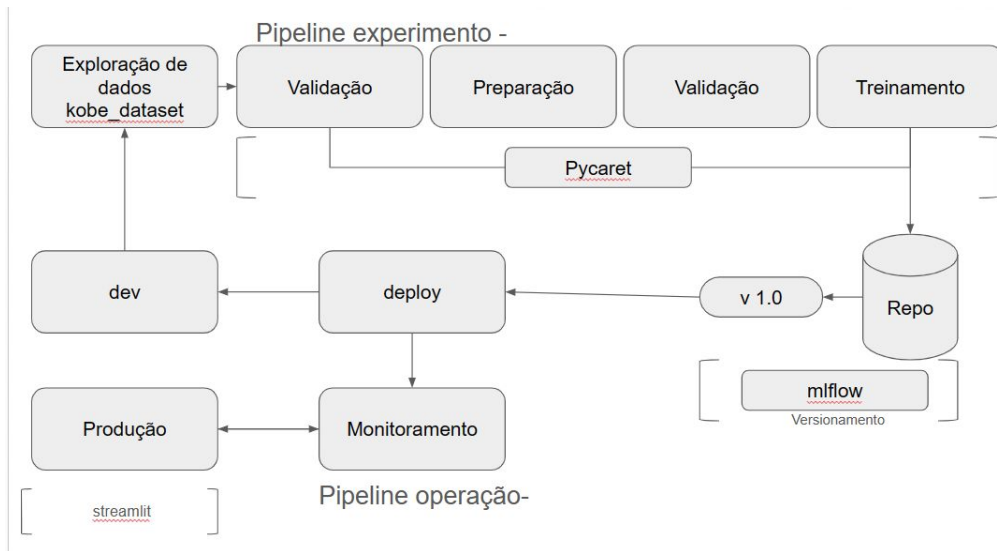 Pipeline experimento -
Exploração de
dados
kobe_dataset
Validação
Preparação
Validação
Treinamento
Pycaret
dev
deploy
v 1.0
Repo
mlflow
Versionamento
Produção
Monitoramento
Pipeline operação-
streamlit